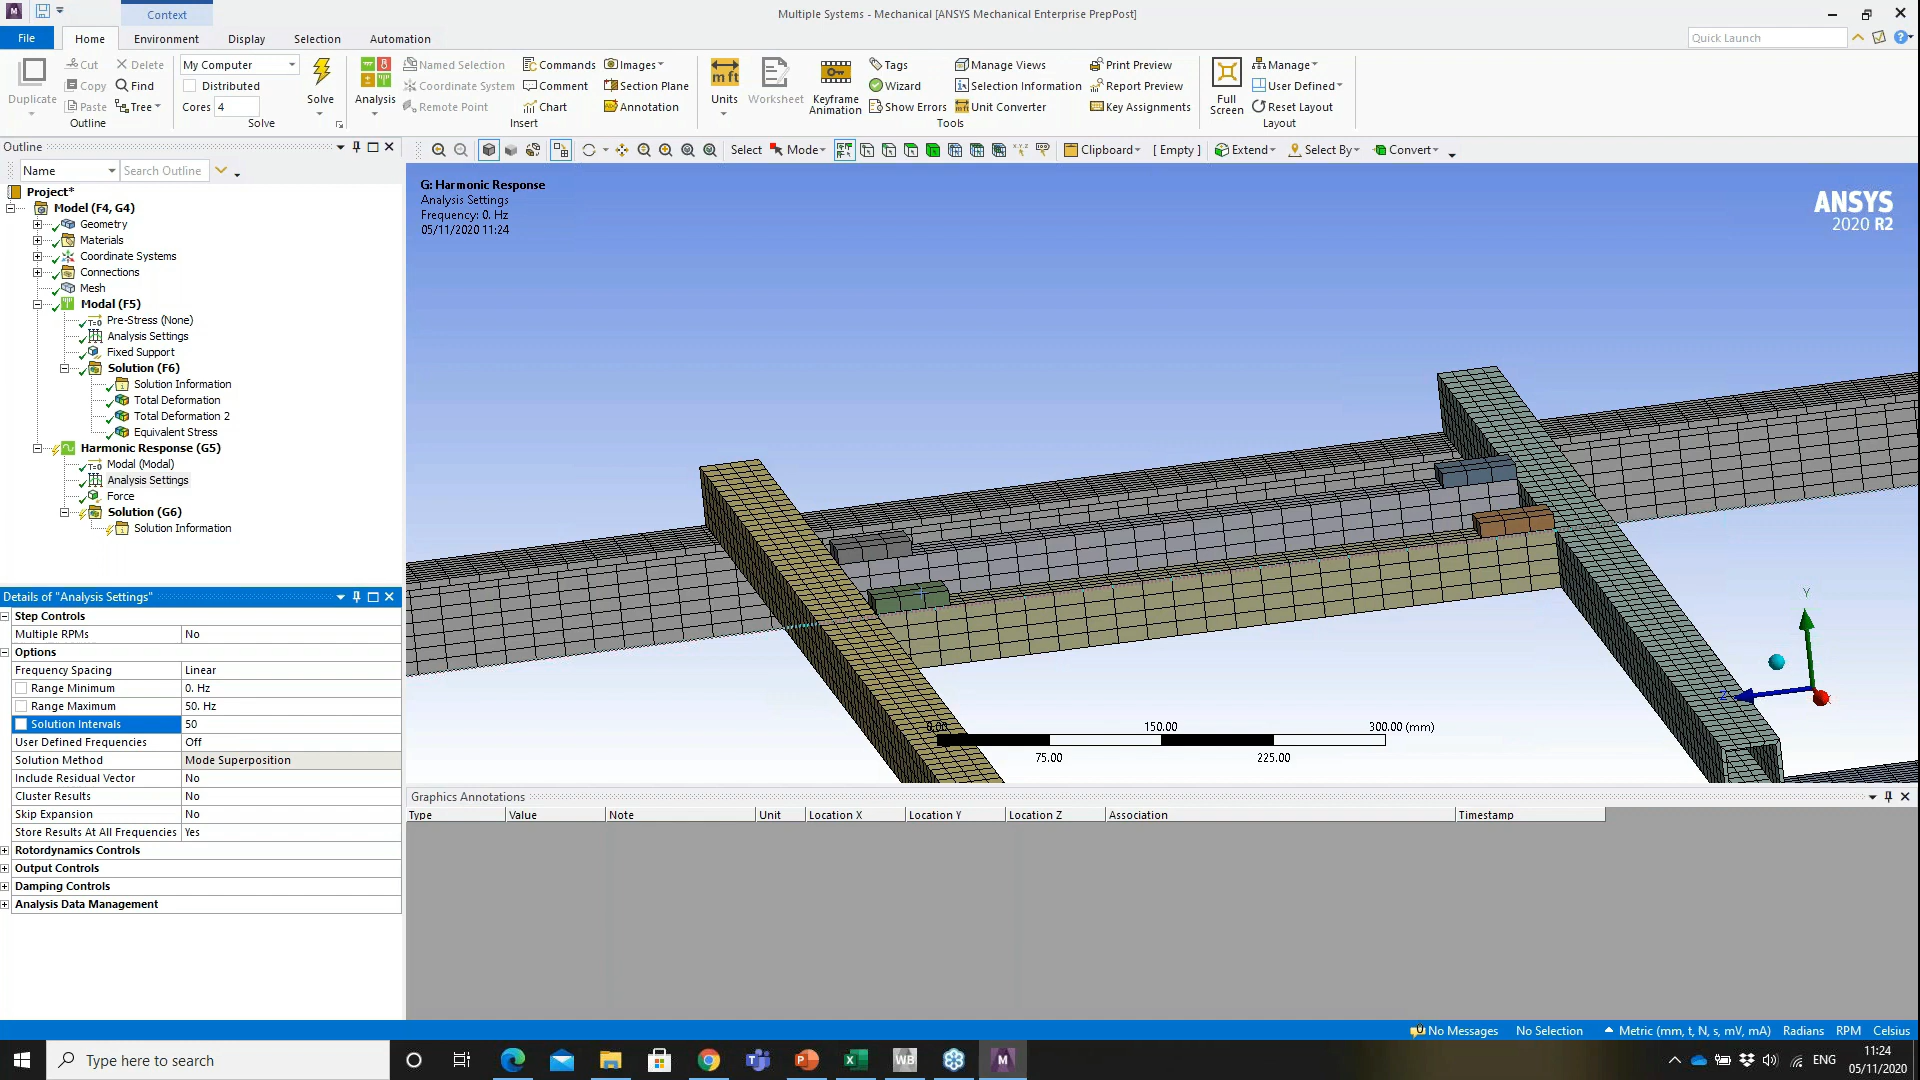 Context
Multiple Systems - Mechanical [ANSYS Mechanical Enterprise PrepPost]
File Home Environment Display Selection Automation
Quick Launch
Duplicate
Cut Delete
Copy Find
Paste Tree
Outline
My Computer
Distributed
Cores 4
Solve
Solve
Analysis
Named Selection Commands Images
Coordinate System Comment Section Plane
Remote Point Chart Annotation
Insert
Units Worksheet Keyframe Animation
Tags Manage Views Print Preview
Wizard Selection Information Report Preview
Show Errors Unit Converter Key Assignments
Tools
Full Screen
Manage
User Defined
Reset Layout
Layout
Outline
Name Search Outline
Select Mode Clipboard [ Empty ] Extend Select By Convert
Project*
Model (F4, G4)
Geometry
Materials
Coordinate Systems
Connections
Mesh
Modal (F5)
Pre-Stress (None)
Analysis Settings
Fixed Support
Solution (F6)
Solution Information
Total Deformation
Total Deformation 2
Equivalent Stress
Harmonic Response (G5)
Modal (Modal)
Analysis Settings
Force
Solution (G6)
Solution Information
G: Harmonic Response
Analysis Settings
Frequency: 0. Hz
05/11/2020 11:24
ANSYS
2020 R2
Y
Z
0.00 150.00 300.00 (mm)
75.00 225.00
Details of "Analysis Settings"
Step Controls
Multiple RPMs No
Options
Frequency Spacing Linear
Range Minimum 0. Hz
Range Maximum 50. Hz
Solution Intervals 50
User Defined Frequencies Off
Solution Method Mode Superposition
Include Residual Vector No
Cluster Results No
Skip Expansion No
Store Results At All Frequencies Yes
Rotordynamics Controls
Output Controls
Damping Controls
Analysis Data Management
Graphics Annotations
Type Value Note Unit Location X Location Y Location Z Association Timestamp
No Messages No Selection Metric (mm, t, N, s, mV, mA) Radians RPM Celsius
Type here to search
ENG
11:24
05/11/2020